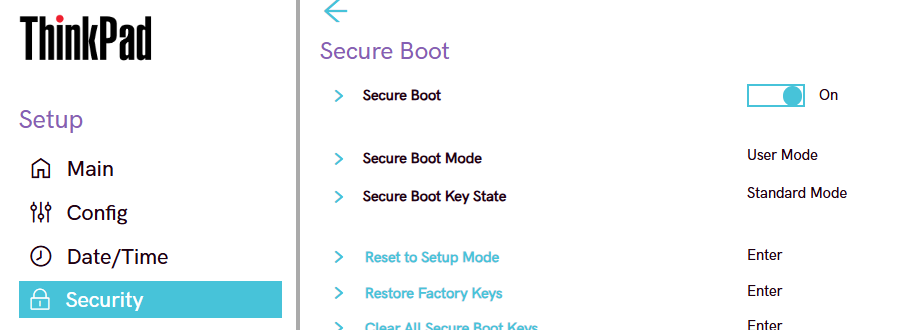 ThinkPad
Setup
Main
Config
Date/Time
Security
Secure Boot
Secure Boot On
Secure Boot Mode User Mode
Secure Boot Key State Standard Mode
Reset to Setup Mode Enter
Restore Factory Keys Enter
Clear All Secure Boot Keys Enter